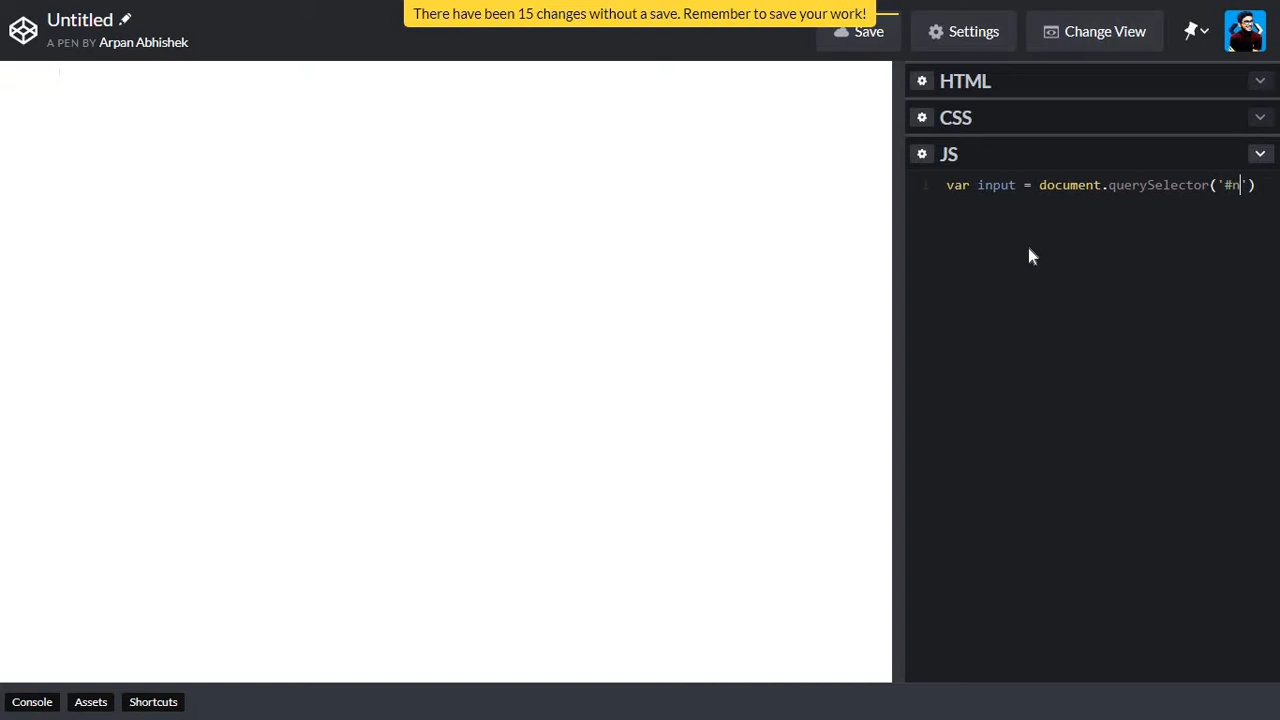 Untitled
A PEN BY Arpan Abhishek
There have been 15 changes without a save. Remember to save your work!
Save
Settings
Change View
HTML
CSS
JS
1 var input = document.querySelector('#n')
Console
Assets
Shortcuts